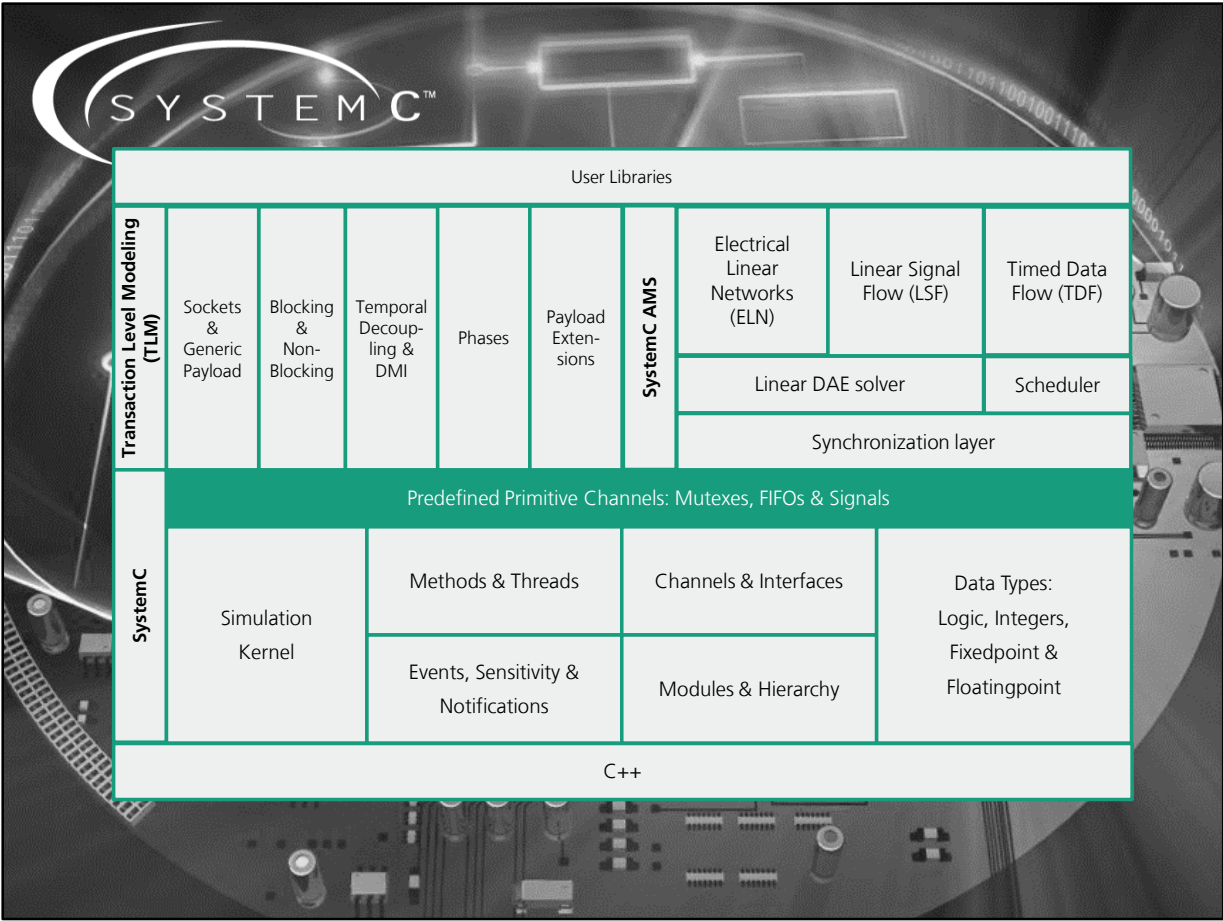 SYSTEMC™
User Libraries
Transaction Level Modeling
(TLM)
Sockets
&
Generic
Payload
Blocking
&
Non-
Blocking
Temporal
Decoup-
ling &
DMI
Phases
Payload
Exten-
sions
SystemC AMS
Electrical
Linear
Networks
(ELN)
Linear Signal
Flow (LSF)
Timed Data
Flow (TDF)
Linear DAE solver
Scheduler
Synchronization layer
SystemC
Predefined Primitive Channels: Mutexes, FIFOs & Signals
Simulation
Kernel
Methods & Threads
Channels & Interfaces
Events, Sensitivity &
Notifications
Modules & Hierarchy
Data Types:
Logic, Integers,
Fixedpoint &
Floatingpoint
C++